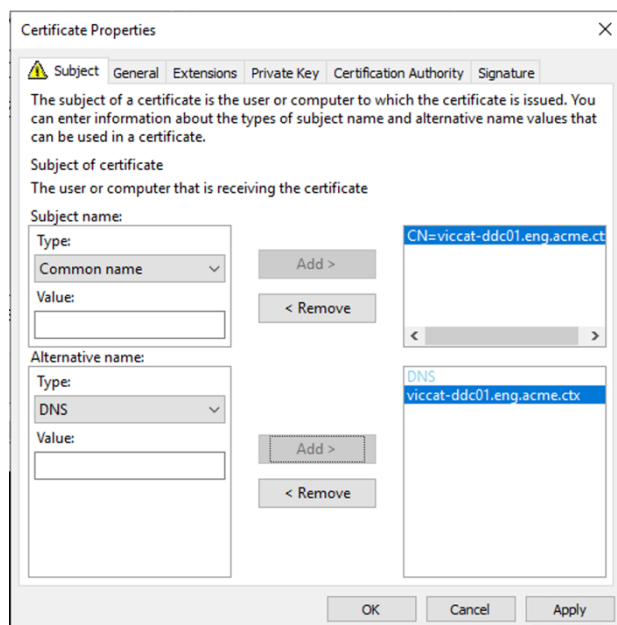 Certificate Properties
Subject General Extensions Private Key Certification Authority Signature
The subject of a certificate is the user or computer to which the certificate is issued. You
can enter information about the types of subject name and alternative name values that
can be used in a certificate.
Subject of certificate
The user or computer that is receiving the certificate
Subject name:
Type:
Common name
Value:
Add >
< Remove
CN=viccat-ddc01.eng.acme.ct
Alternative name:
Type:
DNS
Value:
Add >
< Remove
DNS
viccat-ddc01.eng.acme.ctx
OK Cancel Apply